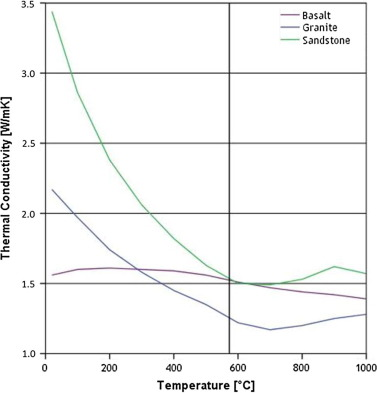 3.5
3.0
2.5
2.0
1.5
1.0
Thermal Conductivity [W/mK]
Basalt
Granite
Sandstone
0 200 400 600 800 1000
Temperature [°C]